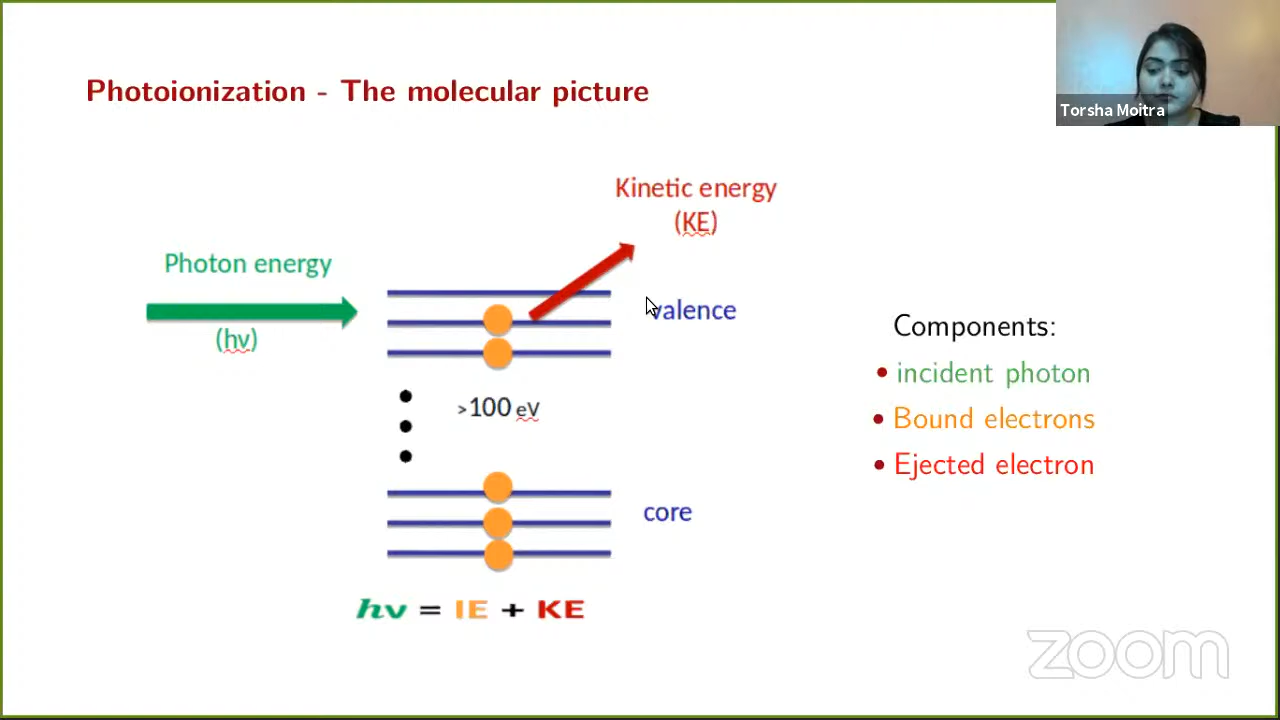 Photoionization - The molecular picture
Torsha Moitra
Kinetic energy
(KE)
Photon energy
(hν)
valence
>100 eV
core
hν = IE + KE
Components:
• incident photon
• Bound electrons
• Ejected electron
zoom